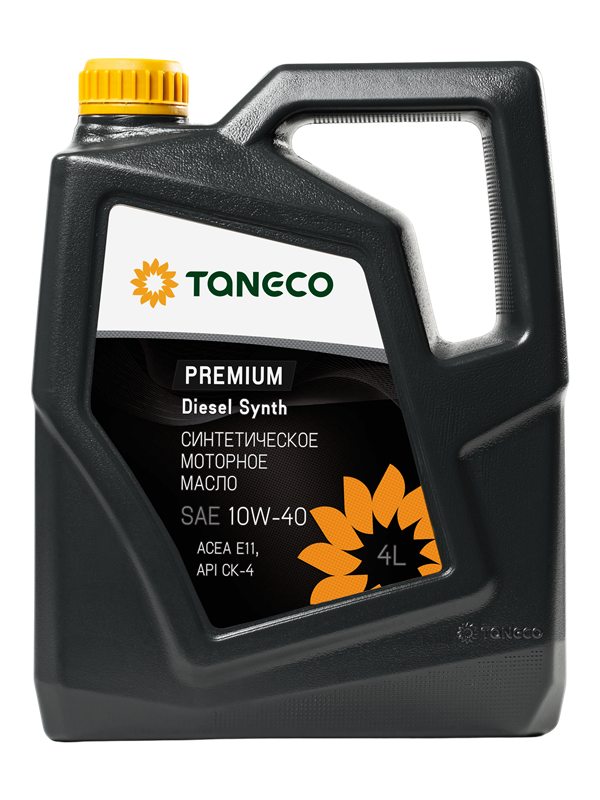 TANECO
PREMIUM
Diesel Synth
СИНТЕТИЧЕСКОЕ
МОТОРНОЕ
МАСЛО
SAE 10W-40
ACEA E11,
API CK-4
4L
TANECO